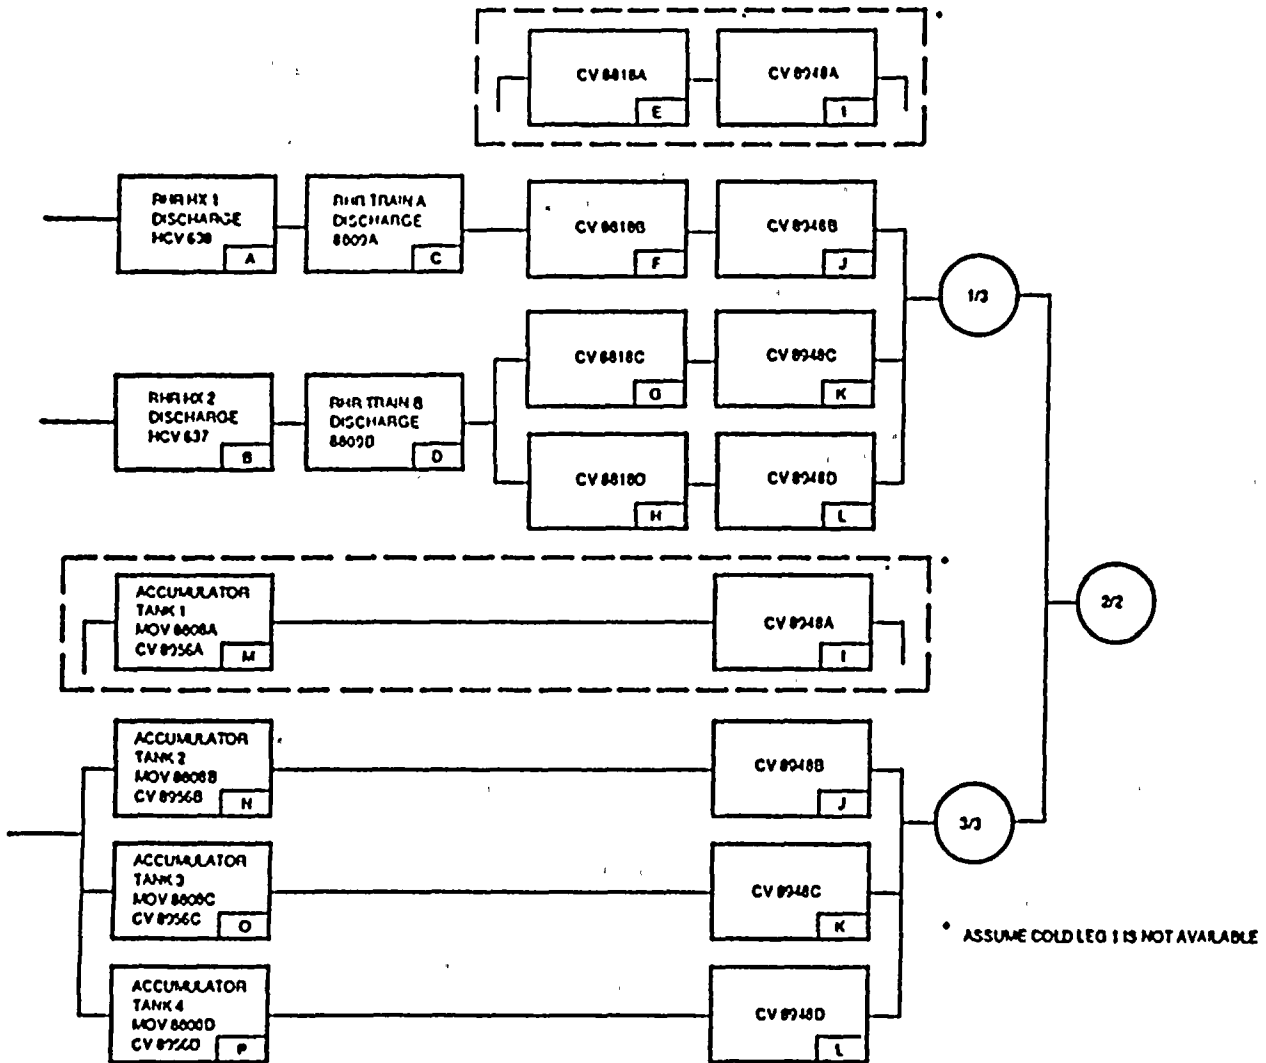 *
CV 8818A
E
CV 8948A
I
RHR HX 1
DISCHARGE
HCV 638
A
RHR TRAIN A
DISCHARGE
8809A
C
CV 8818B
F
CV 8948B
J
1/3
CV 8818C
G
CV 8948C
K
RHR HX 2
DISCHARGE
HCV 637
B
RHR TRAIN B
DISCHARGE
8809B
D
CV 8818D
H
CV 8948D
L
*
ACCUMULATOR
TANK 1
MOV 8808A
CV 8956A
M
CV 8948A
I
2/2
ACCUMULATOR
TANK 2
MOV 8808B
CV 8956B
N
CV 8948B
J
3/3
ACCUMULATOR
TANK 3
MOV 8808C
CV 8956C
O
CV 8948C
K
* ASSUME COLD LEG 1 IS NOT AVAILABLE
ACCUMULATOR
TANK 4
MOV 8808D
CV 8956D
P
CV 8948D
L